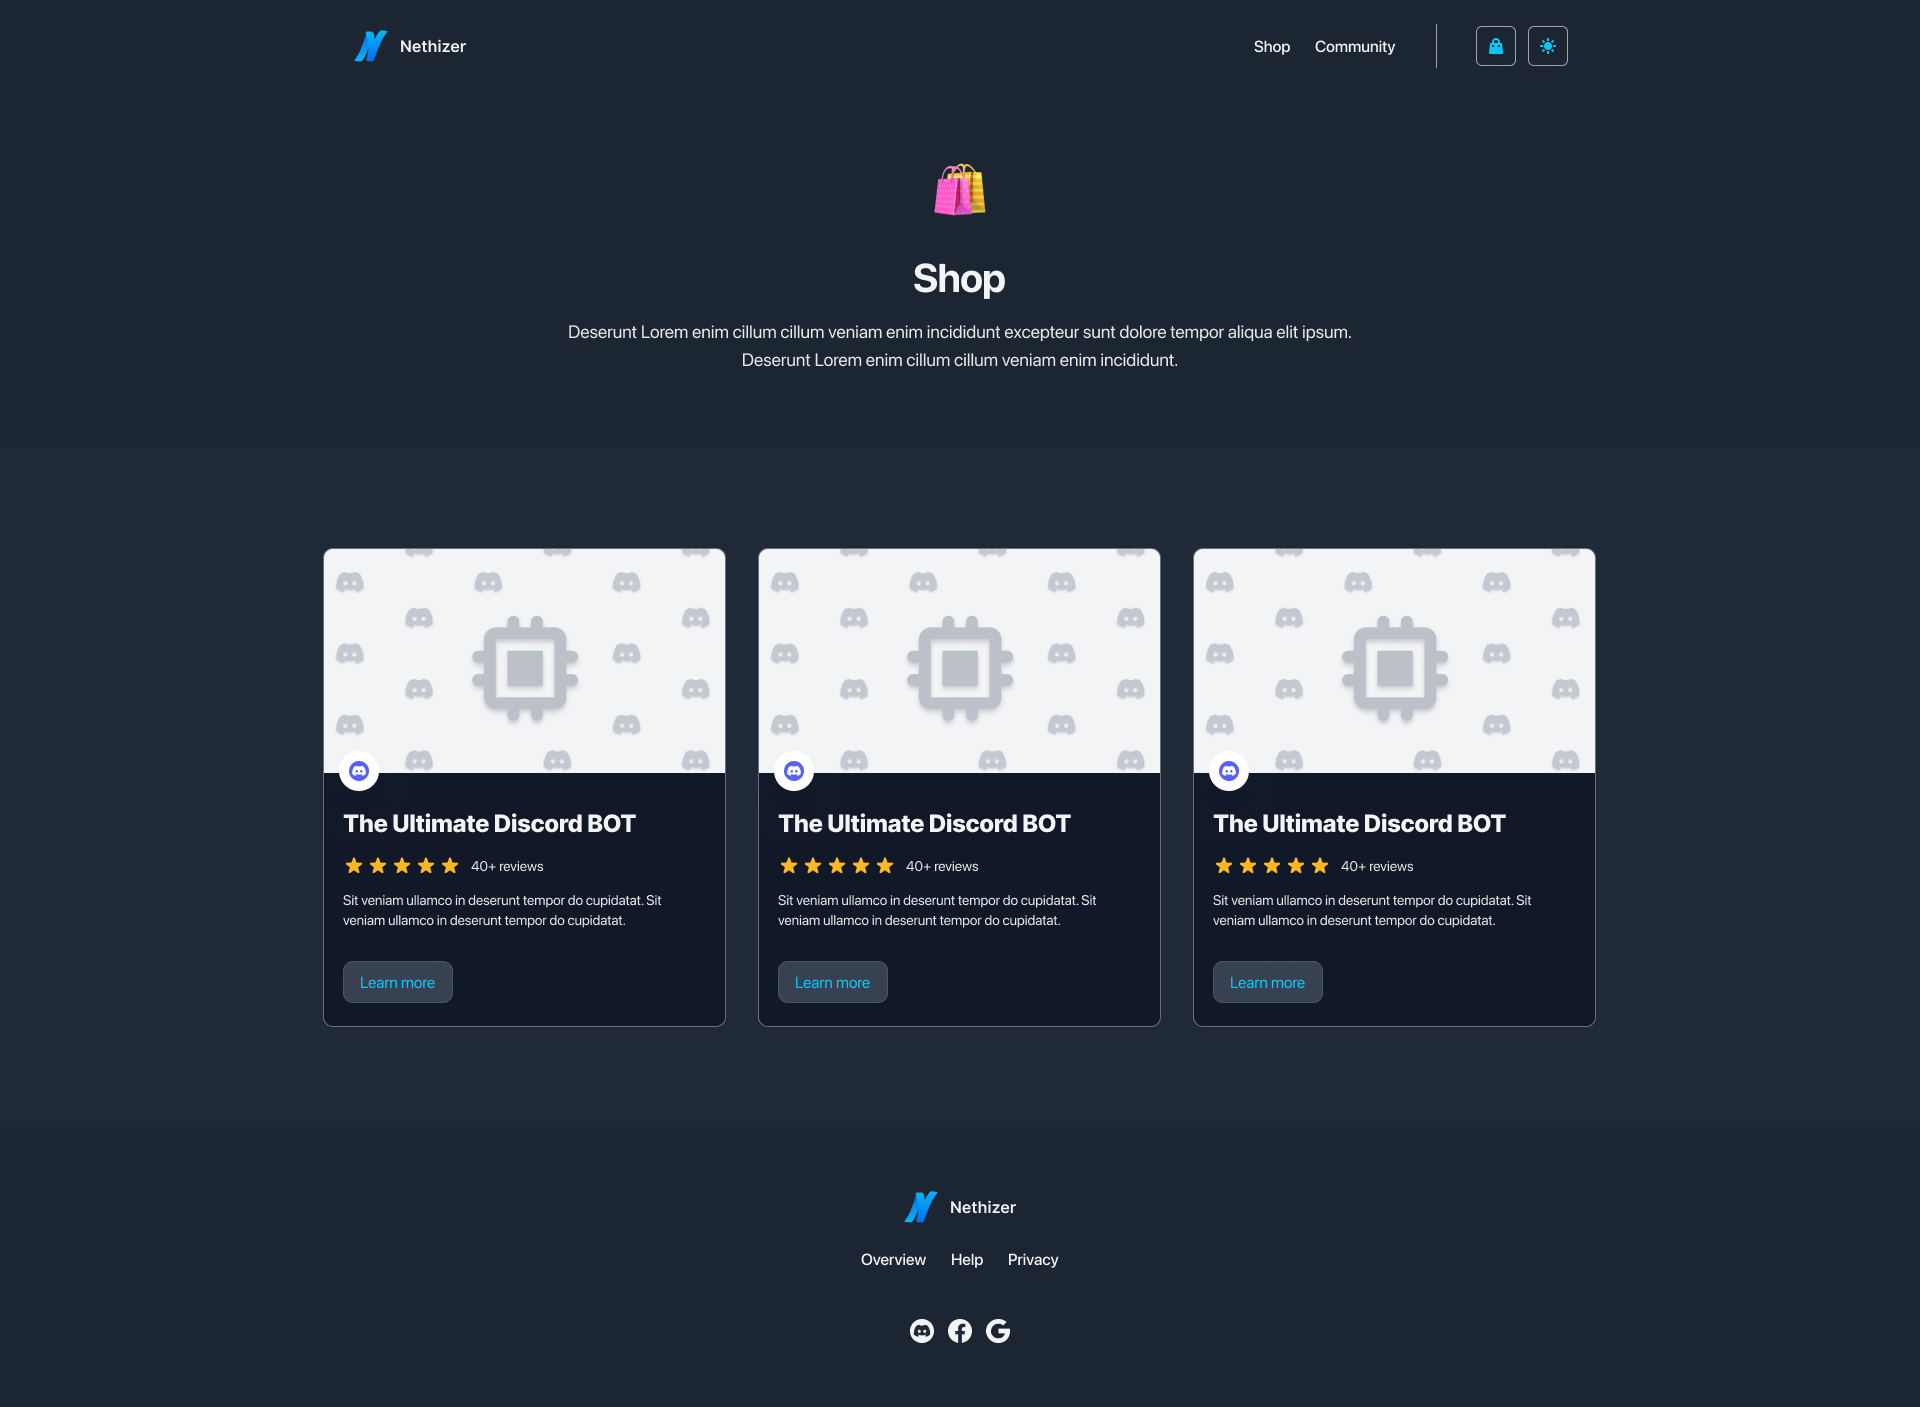 Nethizer
Shop
Community
Shop
Deserunt Lorem enim cillum cillum veniam enim incididunt excepteur sunt dolore tempor aliqua elit ipsum.
Deserunt Lorem enim cillum cillum veniam enim incididunt.
The Ultimate Discord BOT
40+ reviews
Sit veniam ullamco in deserunt tempor do cupidatat. Sit
veniam ullamco in deserunt tempor do cupidatat.
Learn more
The Ultimate Discord BOT
40+ reviews
Sit veniam ullamco in deserunt tempor do cupidatat. Sit
veniam ullamco in deserunt tempor do cupidatat.
Learn more
The Ultimate Discord BOT
40+ reviews
Sit veniam ullamco in deserunt tempor do cupidatat. Sit
veniam ullamco in deserunt tempor do cupidatat.
Learn more
Nethizer
Overview
Help
Privacy